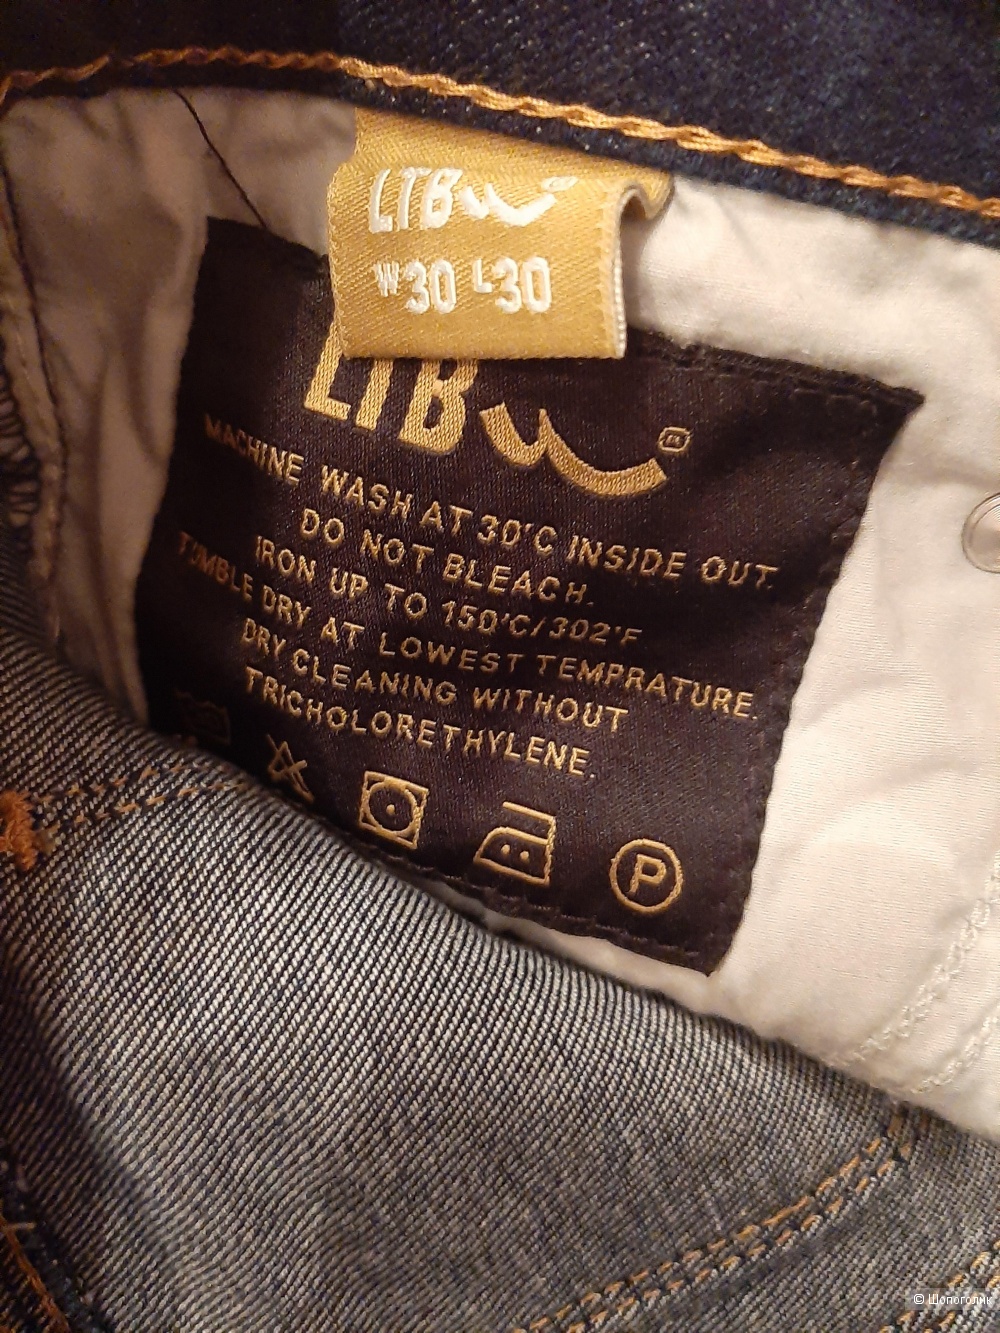 LTB
W30 L30
LTB
MACHINE WASH AT 30°C INSIDE OUT.
DO NOT BLEACH.
IRON UP TO 150°C/302°F
TUMBLE DRY AT LOWEST TEMPRATURE.
DRY CLEANING WITHOUT
TRICHOLORETHYLENE.
P
© Шопоголик